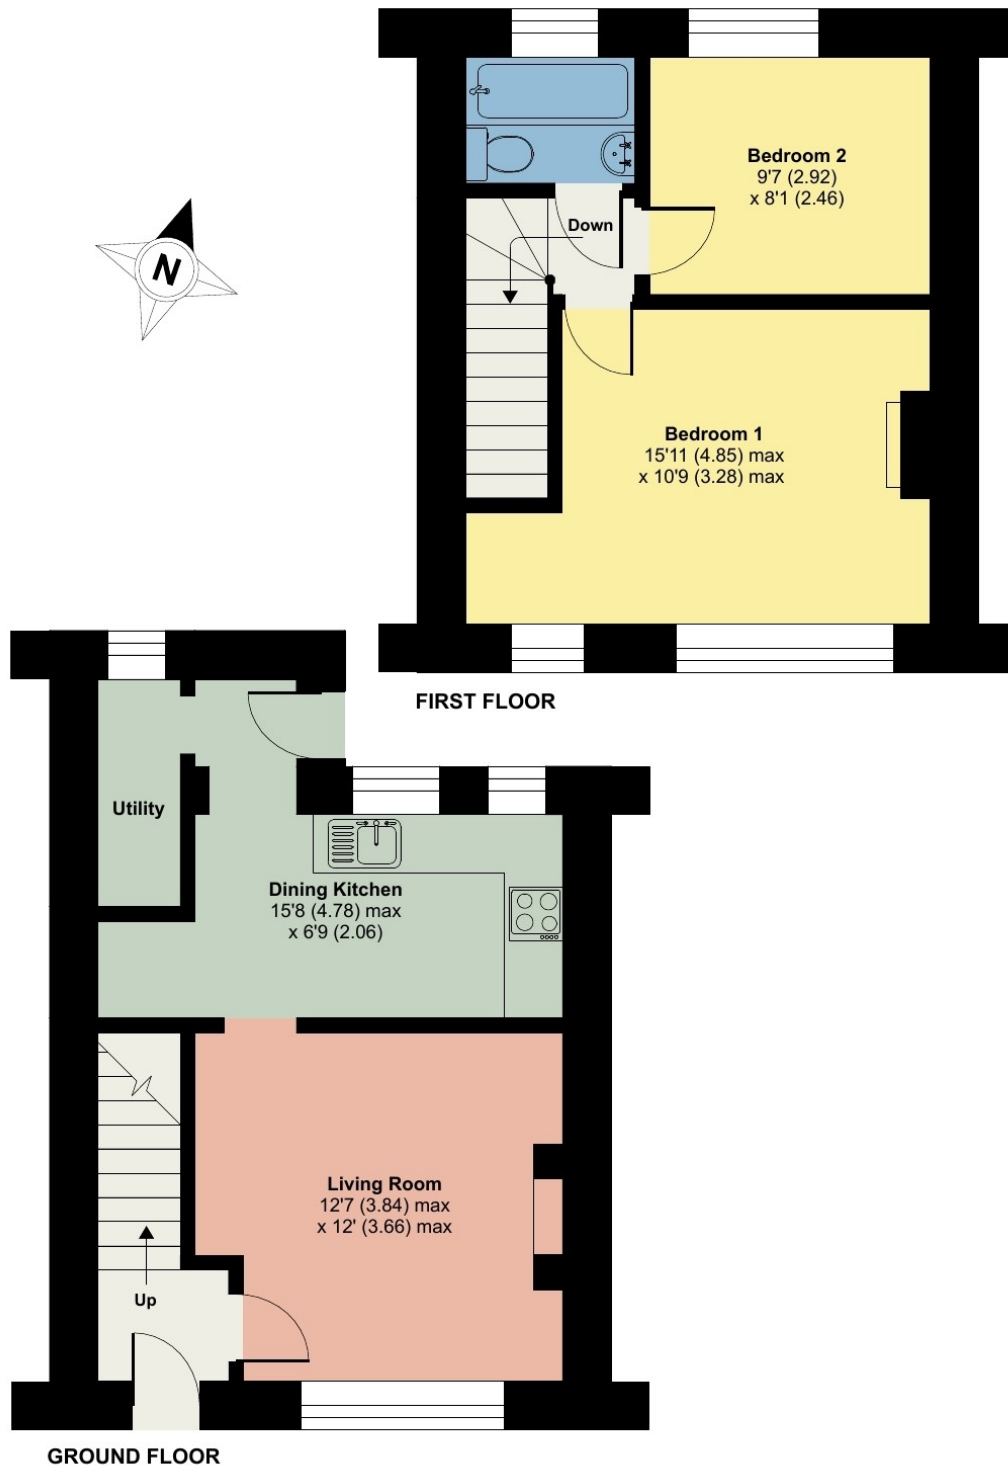 Bedroom 2
9'7 (2.92)
x 8'1 (2.46)
Down
N
Bedroom 1
15'11 (4.85) max
x 10'9 (3.28) max
FIRST FLOOR
Utility
Dining Kitchen
15'8 (4.78) max
x 6'9 (2.06)
Living Room
12'7 (3.84) max
x 12' (3.66) max
Up
GROUND FLOOR